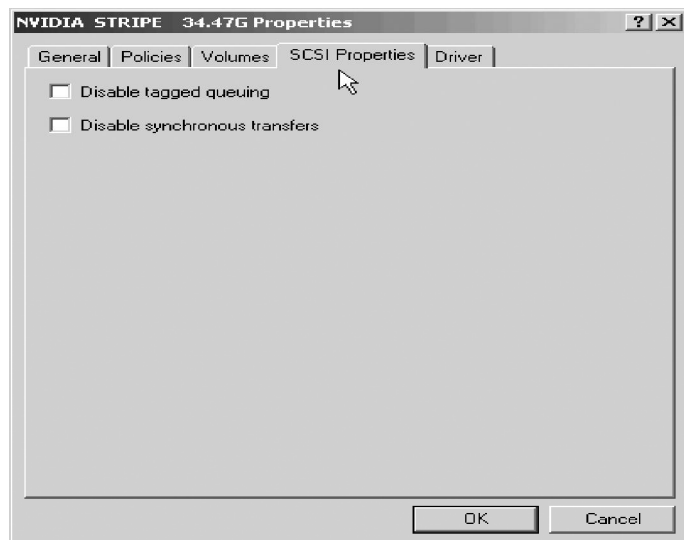 NVIDIA STRIPE 34.47G Properties ? ×
General Policies Volumes SCSI Properties Driver
Disable tagged queuing
Disable synchronous transfers
OK Cancel